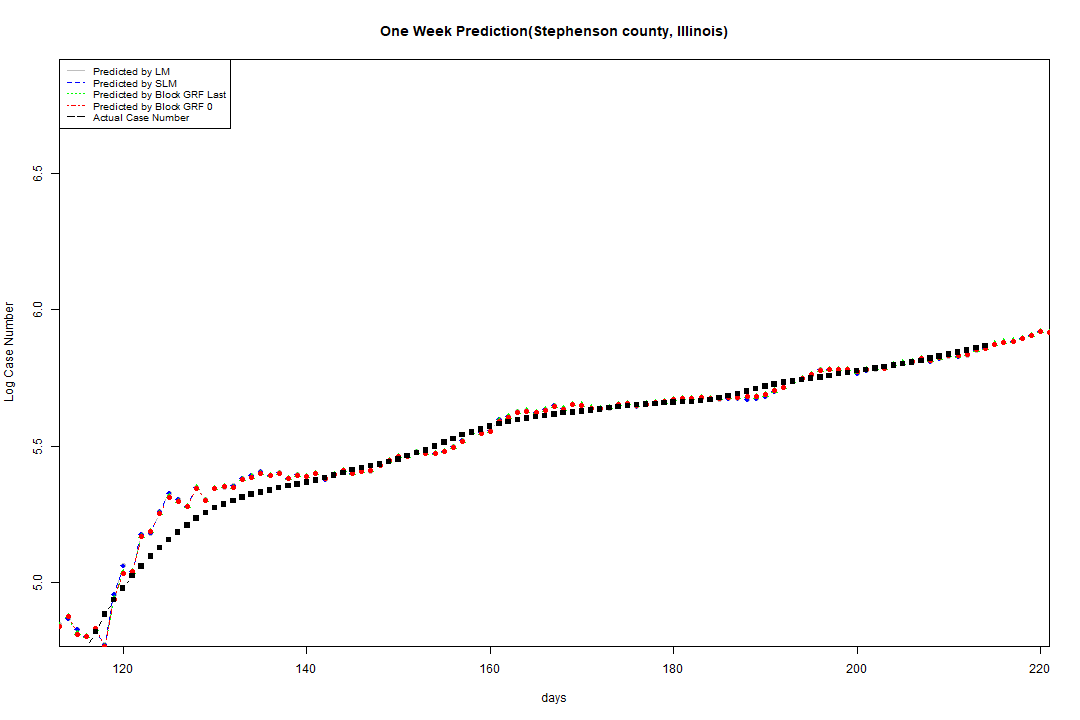 One Week Prediction(Stephenson county, Illinois)
Predicted by LM
Predicted by SLM
Predicted by Block GRF Last
Predicted by Block GRF 0
Actual Case Number
6.5
6.0
5.5
5.0
Log Case Number
120 140 160 180 200 220
days